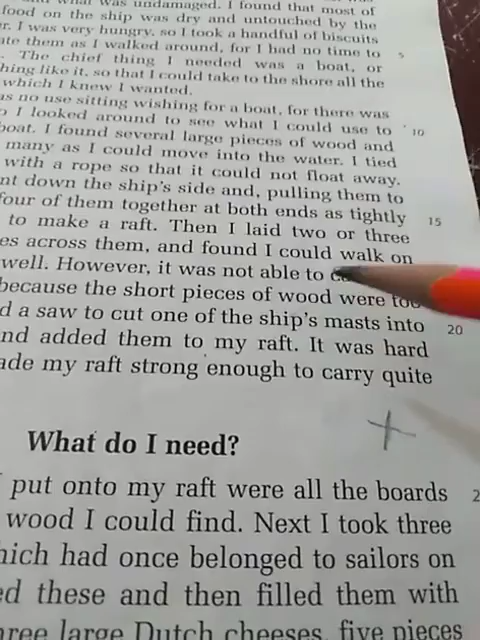 what was undamaged. I found that most of
food on the ship was dry and untouched by the
r. I was very hungry, so I took a handful of biscuits
ate them as I walked around, for I had no time to
5
. The chief thing I needed was a boat, or
hing like it, so that I could take to the shore all the
which I knew I wanted.
as no use sitting wishing for a boat, for there was
o I looked around to see what I could use to
10
boat. I found several large pieces of wood and
many as I could move into the water. I tied
with a rope so that it could not float away.
nt down the ship's side and, pulling them to
four of them together at both ends as tightly
15
to make a raft. Then I laid two or three
es across them, and found I could walk on
well. However, it was not able to
because the short pieces of wood were too
d a saw to cut one of the ship's masts into
20
nd added them to my raft. It was hard
ade my raft strong enough to carry quite
What do I need?
I put onto my raft were all the boards
2
wood I could find. Next I took three
hich had once belonged to sailors on
ed these and then filled them with
hree large Dutch cheeses, five pieces